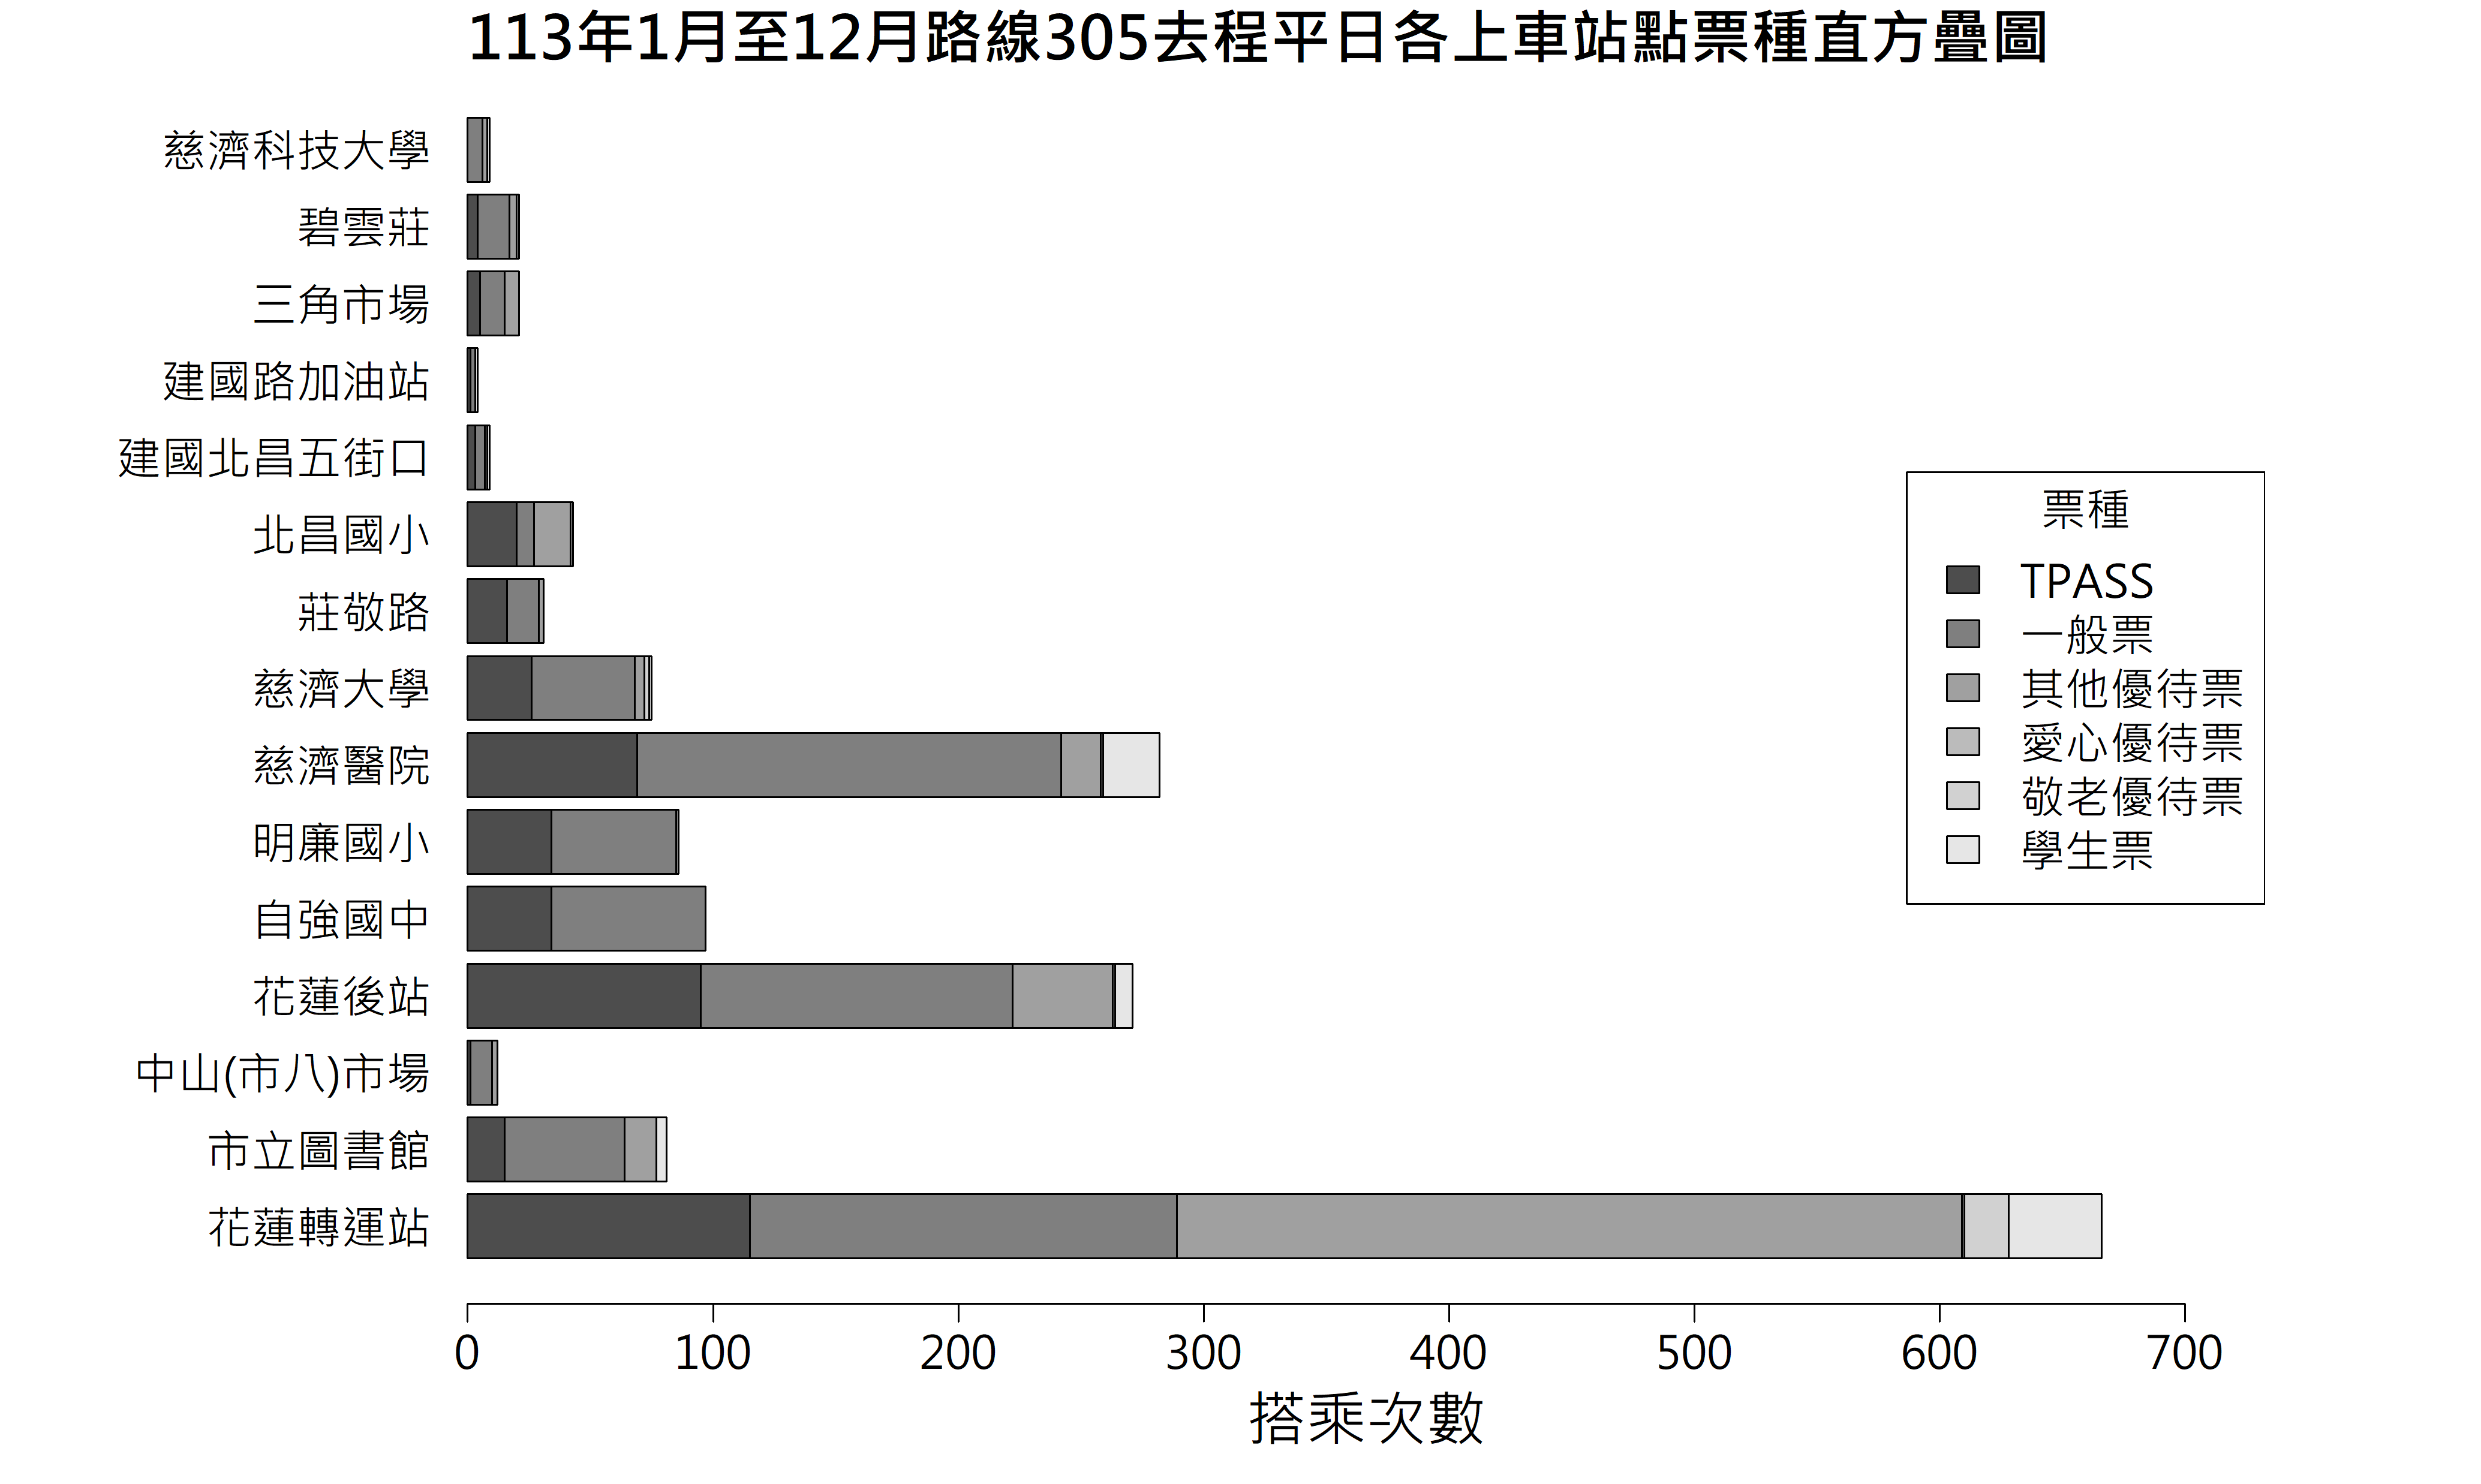 113年1月至12月路線305去程平日各上車站點票種直方疊圖
慈濟科技大學
碧雲莊
三角市場
建國路加油站
建國北昌五街口
北昌國小
莊敬路
慈濟大學
慈濟醫院
明廉國小
自強國中
花蓮後站
中山(市八)市場
市立圖書館
花蓮轉運站
票種
TPASS
一般票
其他優待票
愛心優待票
敬老優待票
學生票
0 100 200 300 400 500 600 700
搭乘次數